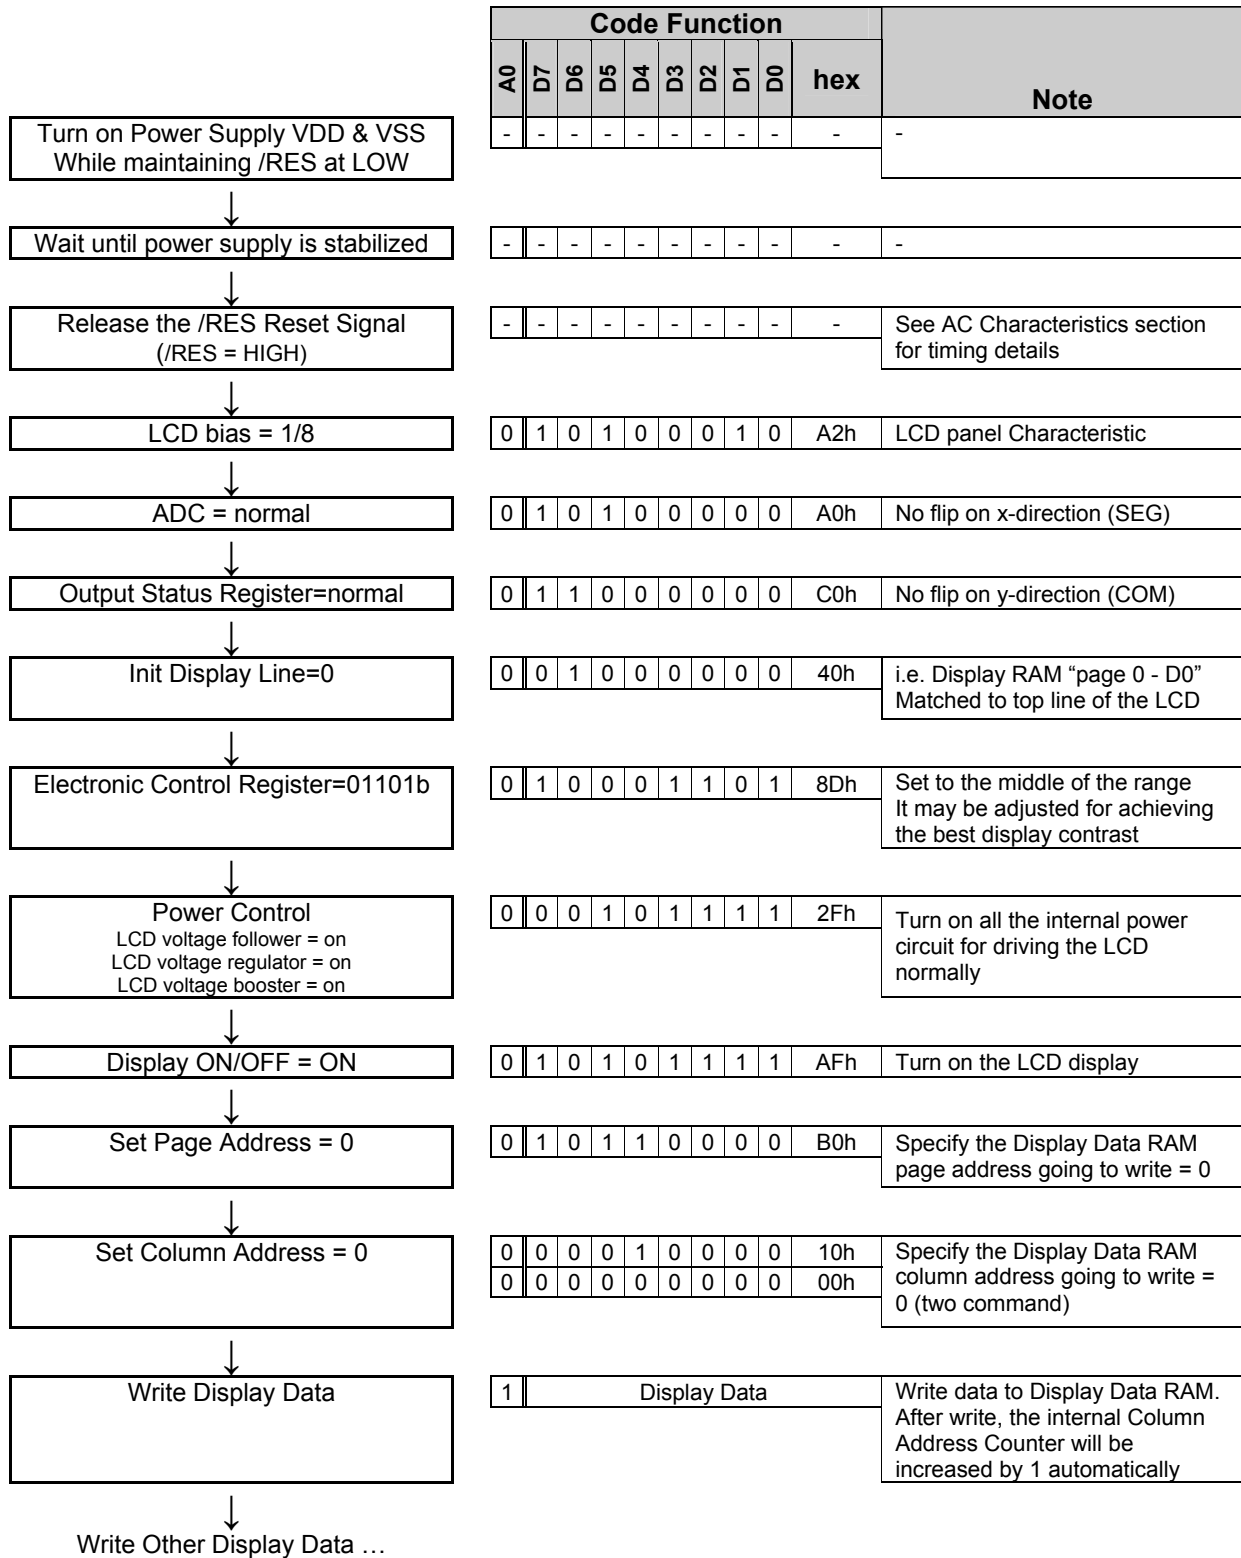 Code Function
A0 D7 D6 D5 D4 D3 D2 D1 D0 hex Note
Turn on Power Supply VDD & VSS
While maintaining /RES at LOW
- - - - - - - - - - -
↓
Wait until power supply is stabilized
- - - - - - - - - - -
↓
Release the /RES Reset Signal
(/RES = HIGH)
- - - - - - - - - -
See AC Characteristics section
for timing details
↓
LCD bias = 1/8
0 1 0 1 0 0 0 1 0 A2h LCD panel Characteristic
↓
ADC = normal
0 1 0 1 0 0 0 0 0 A0h No flip on x-direction (SEG)
↓
Output Status Register=normal
0 1 1 0 0 0 0 0 0 C0h No flip on y-direction (COM)
↓
Init Display Line=0
0 0 1 0 0 0 0 0 0 40h
i.e. Display RAM “page 0 - D0”
Matched to top line of the LCD
↓
Electronic Control Register=01101b
0 1 0 0 0 1 1 0 1 8Dh
Set to the middle of the range
It may be adjusted for achieving
the best display contrast
↓
Power Control
LCD voltage follower = on
LCD voltage regulator = on
LCD voltage booster = on
0 0 0 1 0 1 1 1 1 2Fh
Turn on all the internal power
circuit for driving the LCD
normally
↓
Display ON/OFF = ON
0 1 0 1 0 1 1 1 1 AFh Turn on the LCD display
↓
Set Page Address = 0
0 1 0 1 1 0 0 0 0 B0h
Specify the Display Data RAM
page address going to write = 0
↓
Set Column Address = 0
0 0 0 0 1 0 0 0 0 10h
0 0 0 0 0 0 0 0 0 00h
Specify the Display Data RAM
column address going to write =
0 (two command)
↓
Write Display Data
1 Display Data
Write data to Display Data RAM.
After write, the internal Column
Address Counter will be
increased by 1 automatically
↓
Write Other Display Data …